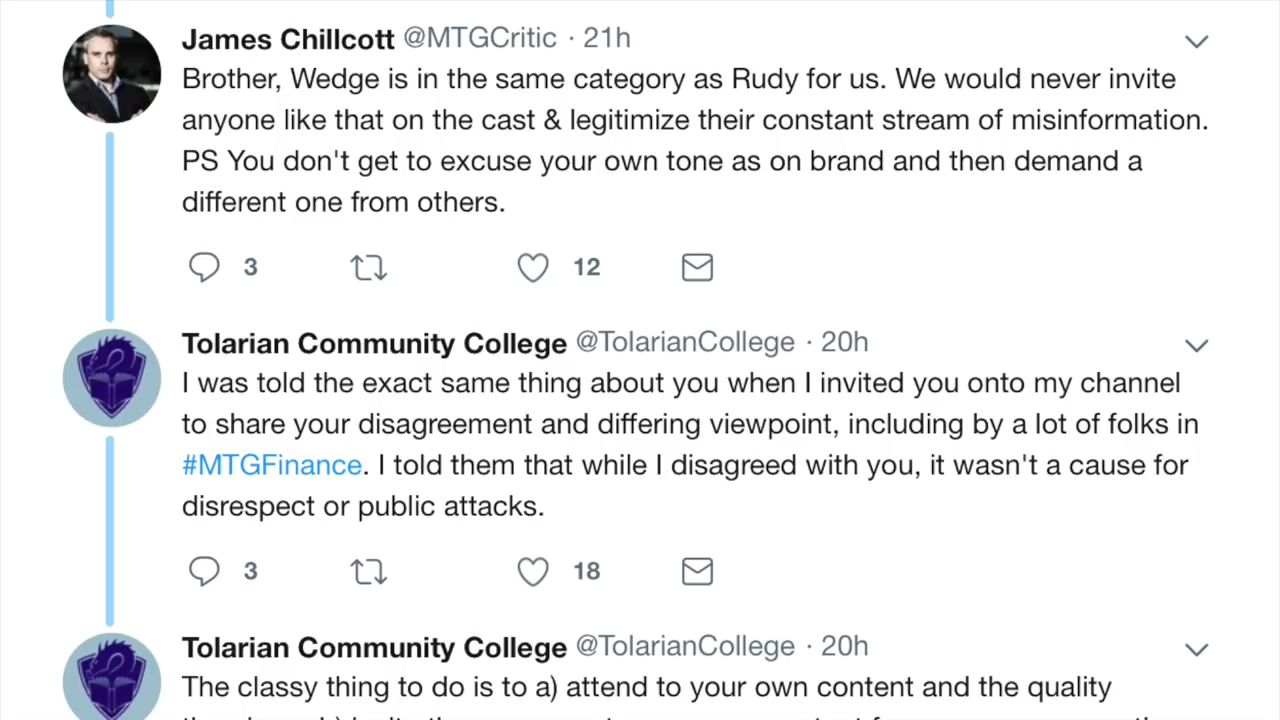 James Chillcott @MTGCritic · 21h
Brother, Wedge is in the same category as Rudy for us. We would never invite
anyone like that on the cast & legitimize their constant stream of misinformation.
PS You don't get to excuse your own tone as on brand and then demand a
different one from others.
3 12
Tolarian Community College @TolarianCollege · 20h
I was told the exact same thing about you when I invited you onto my channel
to share your disagreement and differing viewpoint, including by a lot of folks in
#MTGFinance. I told them that while I disagreed with you, it wasn't a cause for
disrespect or public attacks.
3 18
Tolarian Community College @TolarianCollege · 20h
The classy thing to do is to a) attend to your own content and the quality